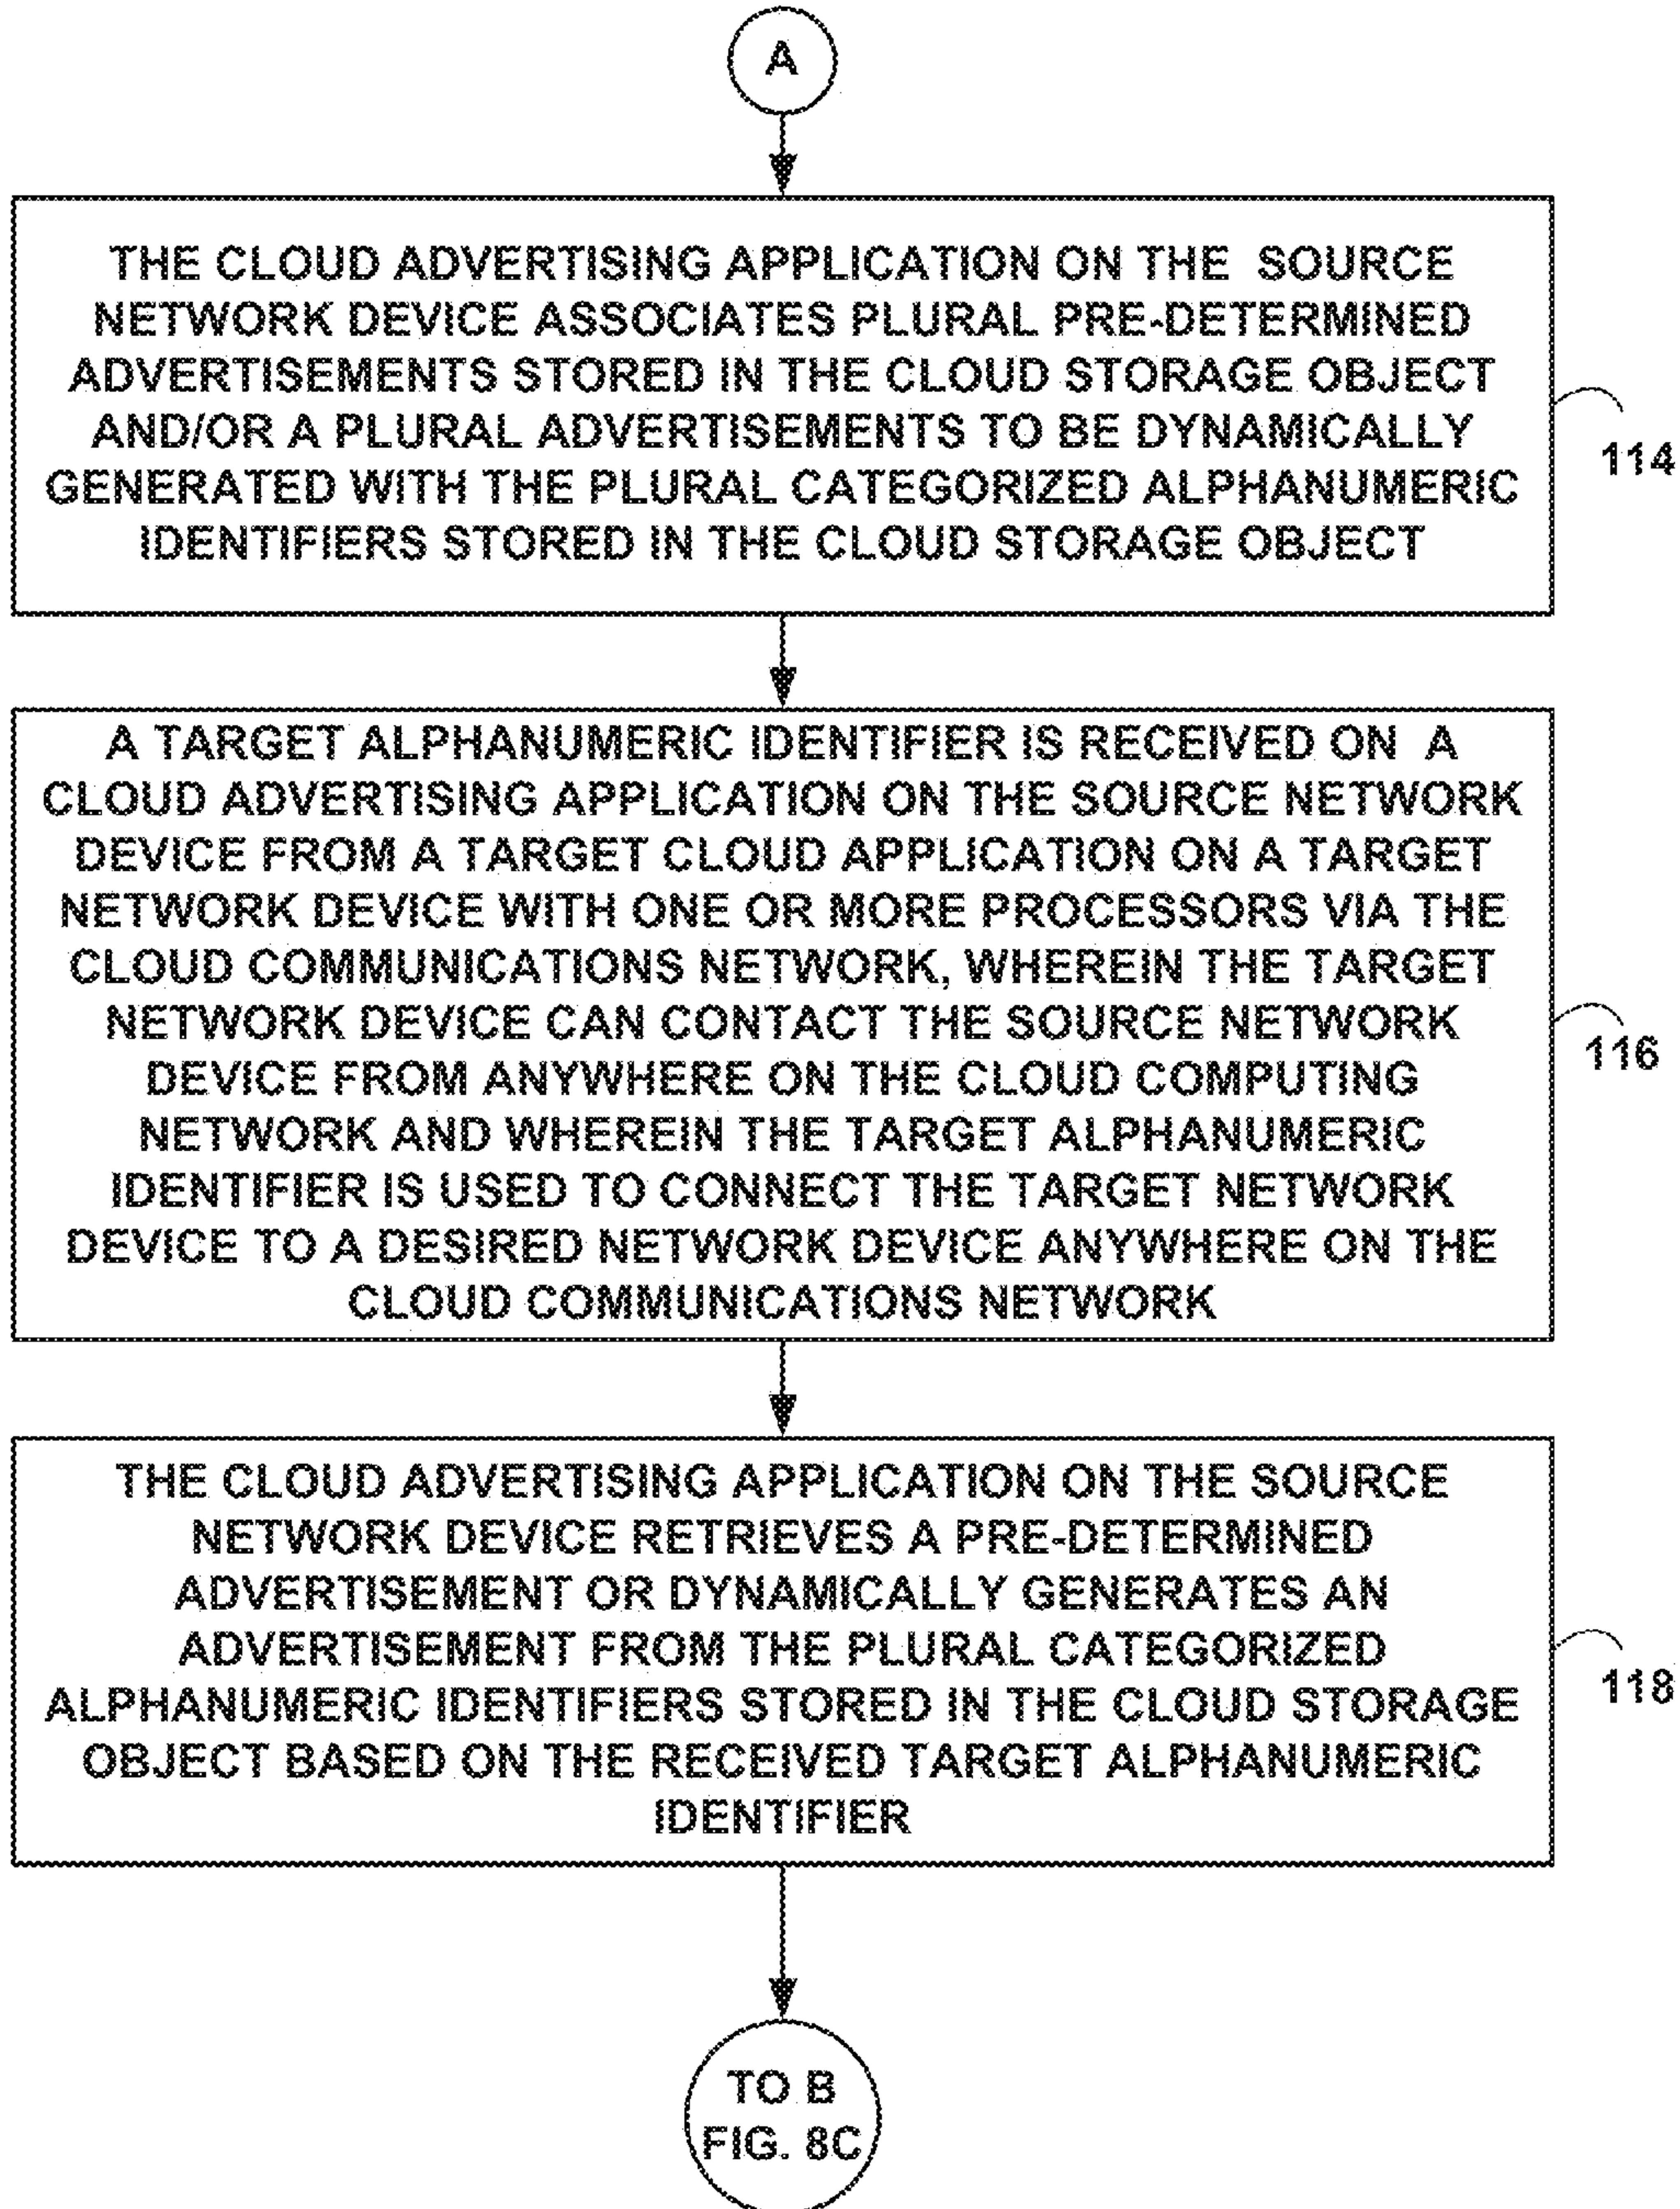 A
THE CLOUD ADVERTISING APPLICATION ON THE SOURCE
NETWORK DEVICE ASSOCIATES PLURAL PRE-DETERMINED
ADVERTISEMENTS STORED IN THE CLOUD STORAGE OBJECT
AND/OR A PLURAL ADVERTISEMENTS TO BE DYNAMICALLY
GENERATED WITH THE PLURAL CATEGORIZED ALPHANUMERIC
IDENTIFIERS STORED IN THE CLOUD STORAGE OBJECT
114
A TARGET ALPHANUMERIC IDENTIFIER IS RECEIVED ON A
CLOUD ADVERTISING APPLICATION ON THE SOURCE NETWORK
DEVICE FROM A TARGET CLOUD APPLICATION ON A TARGET
NETWORK DEVICE WITH ONE OR MORE PROCESSORS VIA THE
CLOUD COMMUNICATIONS NETWORK, WHEREIN THE TARGET
NETWORK DEVICE CAN CONTACT THE SOURCE NETWORK
DEVICE FROM ANYWHERE ON THE CLOUD COMPUTING
NETWORK AND WHEREIN THE TARGET ALPHANUMERIC
IDENTIFIER IS USED TO CONNECT THE TARGET NETWORK
DEVICE TO A DESIRED NETWORK DEVICE ANYWHERE ON THE
CLOUD COMMUNICATIONS NETWORK
116
THE CLOUD ADVERTISING APPLICATION ON THE SOURCE
NETWORK DEVICE RETRIEVES A PRE-DETERMINED
ADVERTISEMENT OR DYNAMICALLY GENERATES AN
ADVERTISEMENT FROM THE PLURAL CATEGORIZED
ALPHANUMERIC IDENTIFIERS STORED IN THE CLOUD STORAGE
OBJECT BASED ON THE RECEIVED TARGET ALPHANUMERIC
IDENTIFIER
118
TO B
FIG. 8C